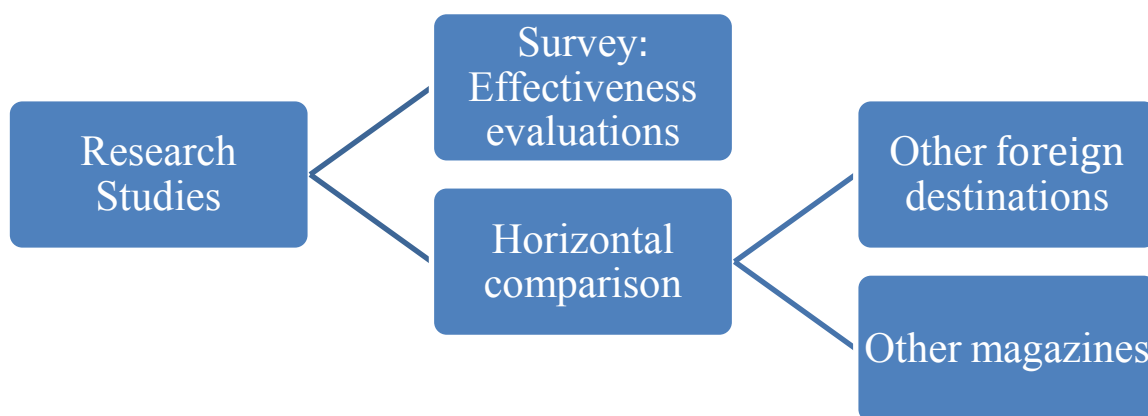 Research
Studies
Survey:
Effectiveness
evaluations
Horizontal
comparison
Other foreign
destinations
Other magazines